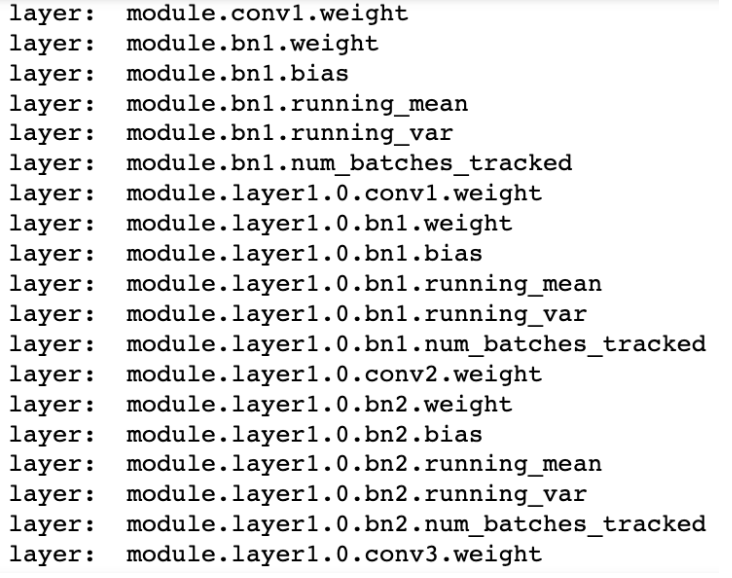 layer:  module.conv1.weight
layer:  module.bn1.weight
layer:  module.bn1.bias
layer:  module.bn1.running_mean
layer:  module.bn1.running_var
layer:  module.bn1.num_batches_tracked
layer:  module.layer1.0.conv1.weight
layer:  module.layer1.0.bn1.weight
layer:  module.layer1.0.bn1.bias
layer:  module.layer1.0.bn1.running_mean
layer:  module.layer1.0.bn1.running_var
layer:  module.layer1.0.bn1.num_batches_tracked
layer:  module.layer1.0.conv2.weight
layer:  module.layer1.0.bn2.weight
layer:  module.layer1.0.bn2.bias
layer:  module.layer1.0.bn2.running_mean
layer:  module.layer1.0.bn2.running_var
layer:  module.layer1.0.bn2.num_batches_tracked
layer:  module.layer1.0.conv3.weight